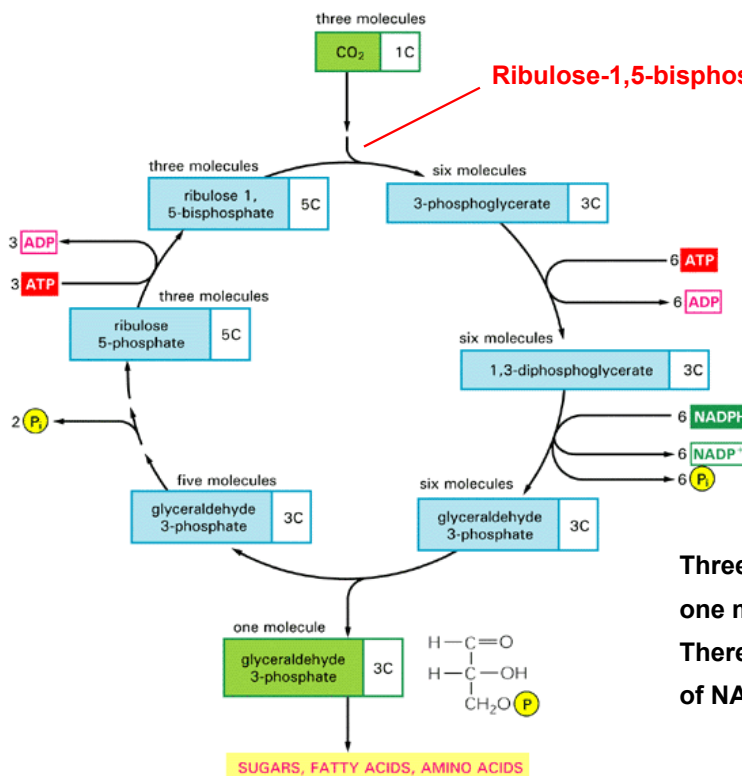 three molecules
CO₂ 1C
Ribulose-1,5-bisphos
three molecules
ribulose 1,
5-bisphosphate
5C
six molecules
3-phosphoglycerate 3C
3 ADP
3 ATP
6 ATP
6 ADP
three molecules
ribulose
5-phosphate
5C
six molecules
1,3-diphosphoglycerate 3C
2 Pi
6 NADPH
6 NADP+
6 Pi
five molecules
glyceraldehyde
3-phosphate
3C
six molecules
glyceraldehyde
3-phosphate
3C
Three
one m
There
of NA
one molecule
glyceraldehyde
3-phosphate
3C
H—C=O
H—C—OH
CH₂O P
SUGARS, FATTY ACIDS, AMINO ACIDS